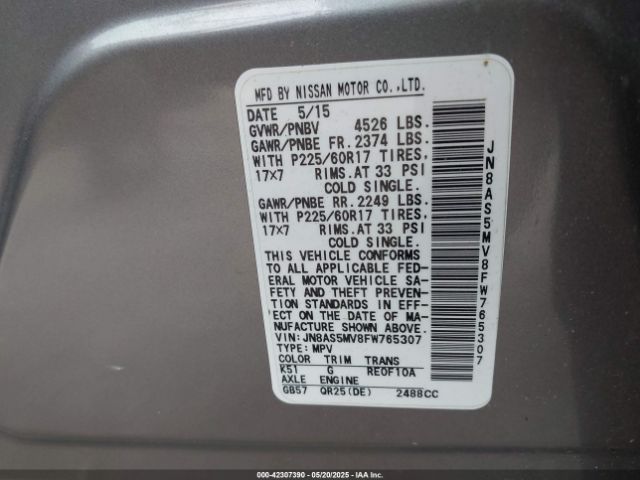 MFD BY NISSAN MOTOR CO.,LTD.
DATE 5/15
GVWR/PNBV 4526 LBS.
GAWR/PNBE FR.2374 LBS.
WITH P225/60R17 TIRES,
17X7 RIMS.AT 33 PSI
COLD SINGLE.
GAWR/PNBE RR.2249 LBS.
WITH P225/60R17 TIRES,
17X7 RIMS.AT 33 PSI
COLD SINGLE.
THIS VEHICLE CONFORMS
TO ALL APPLICABLE FED-
ERAL MOTOR VEHICLE SA-
FETY AND THEFT PREVEN-
TION STANDARDS IN EFF-
ECT ON THE DATE OF MA-
NUFACTURE SHOWN ABOVE.
VIN:JN8AS5MV8FW765307
TYPE:MPV
COLOR TRIM TRANS
K51 G RE0F10A
AXLE ENGINE
GB57 QR25(DE) 2488CC
JN8AS5MV8FW765307
000-42307390 — 05/20/2025 — IAAI.COM